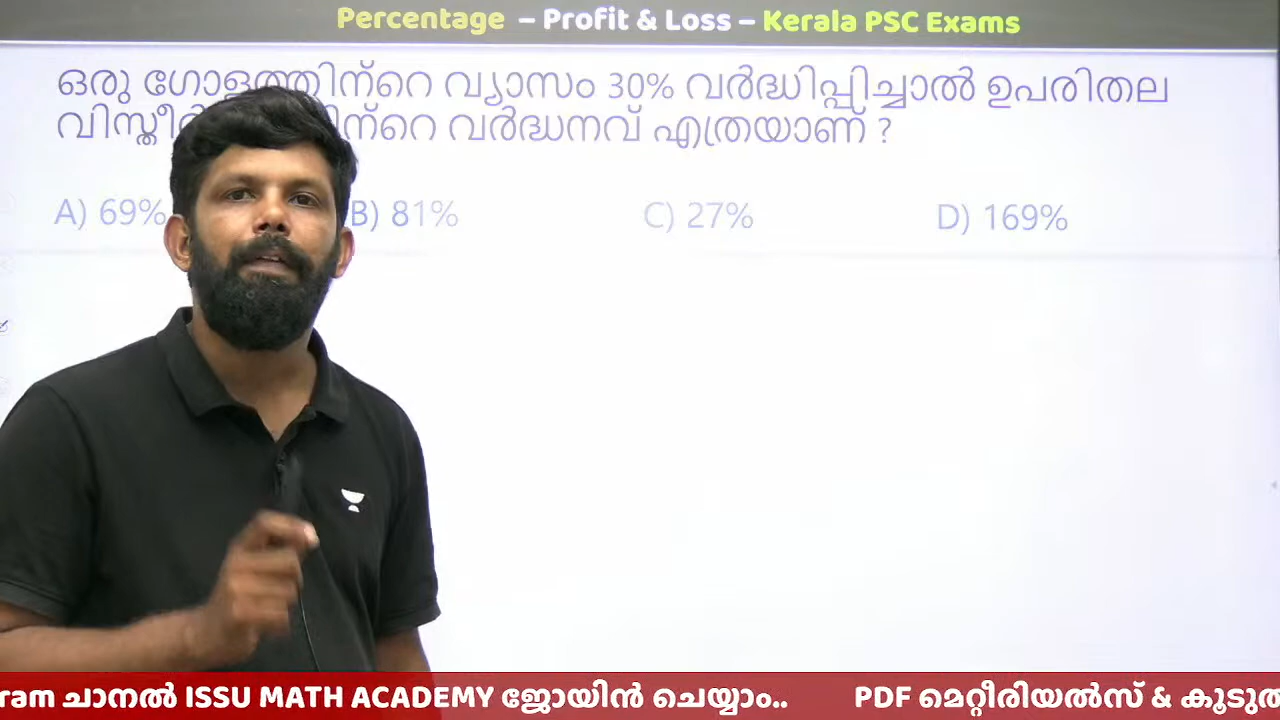 Percentage – Profit & Loss – Kerala PSC Exams
ഒരു ഗോളത്തിന്റെ വ്യാസം 30% വർദ്ധിപ്പിച്ചാൽ ഉപരിതല
വർദ്ധനവ് എത്രയാണ് ?
A) 69% B) 81% C) 27% D) 169%
ram ചാനൽ ISSU MATH ACADEMY ജോയിൻ ചെയ്യാം.. PDF മെറ്റീരിയൽസ് &